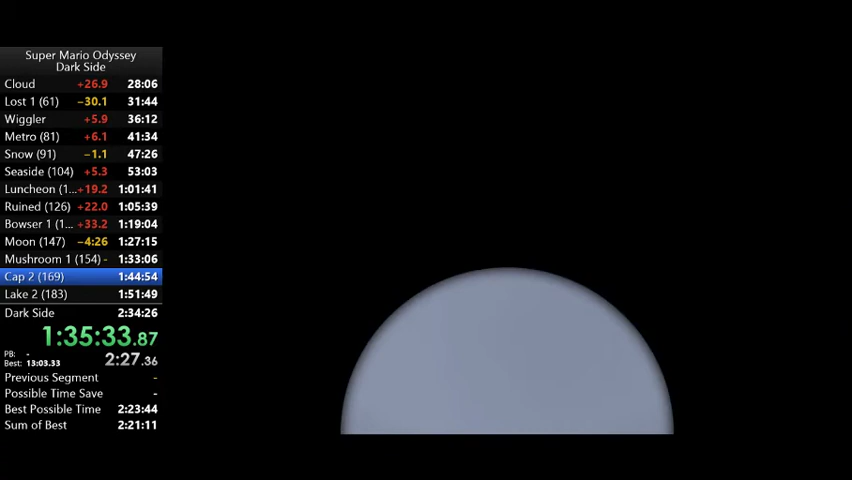 Super Mario Odyssey
Dark Side
Cloud +26.9 28:06
Lost 1 (61) −30.1 31:44
Wiggler +5.9 36:12
Metro (81) +6.1 41:34
Snow (91) −1.1 47:26
Seaside (104) +5.3 53:03
Luncheon (1... +19.2 1:01:41
Ruined (126) +22.0 1:05:39
Bowser 1 (1... +33.2 1:19:04
Moon (147) −4:26 1:27:15
Mushroom 1 (154) - 1:33:06
Cap 2 (169) 1:44:54
Lake 2 (183) 1:51:49
Dark Side 2:34:26
1:35:33.87
PB: -
Best: 13:03.33 2:27.36
Previous Segment -
Possible Time Save -
Best Possible Time 2:23:44
Sum of Best 2:21:11